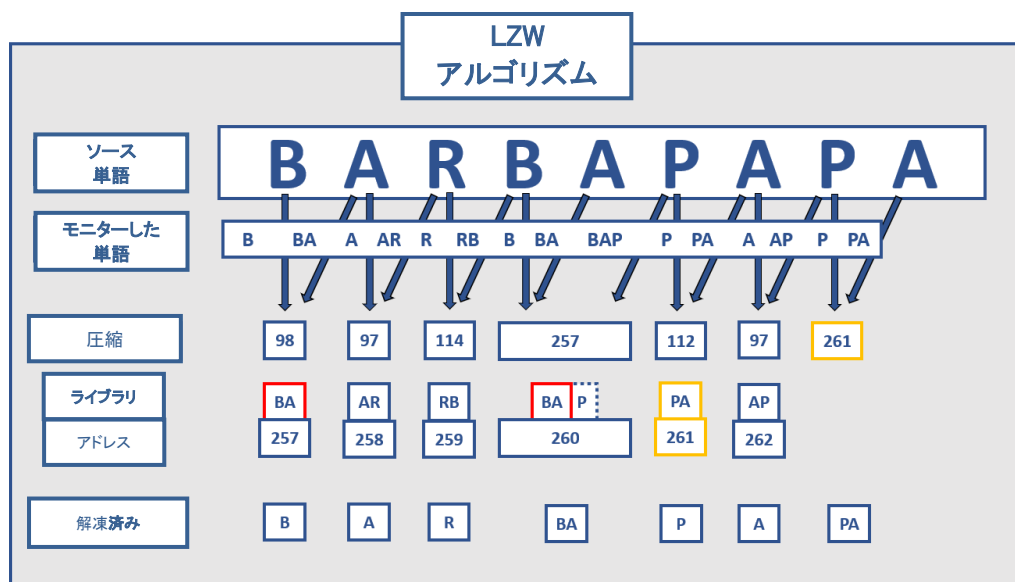 LZW
アルゴリズム
ソース
単語
B A R B A P A P A
モニターした
単語
B BA A AR R RB B BA BAP P PA A AP P PA
圧縮
98 97 114 257 112 97 261
ライブラリ
BA AR RB BA P PA AP
アドレス
257 258 259 260 261 262
解凍済み
B A R BA P A PA